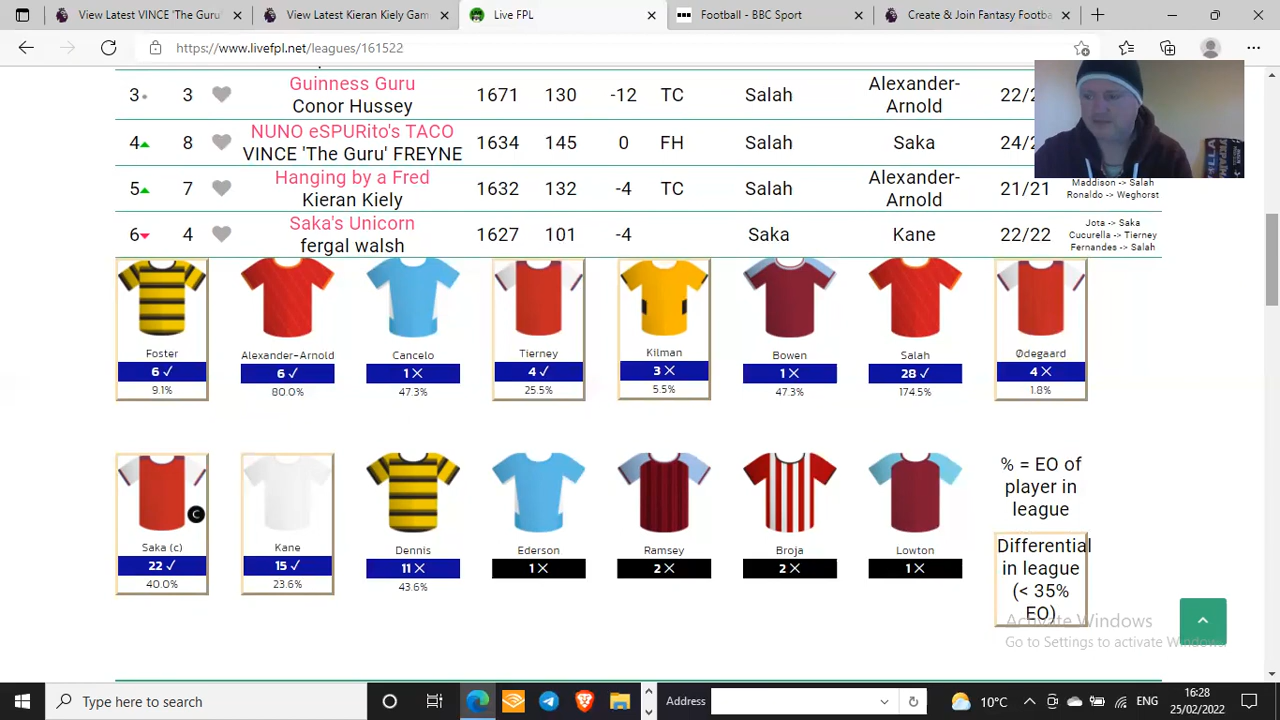 View Latest VINCE 'The Guru'
View Latest Kieran Kiely Gam
Live FPL
Football - BBC Sport
Create & Join Fantasy Footba
https://www.livefpl.net/leagues/161522
3 3 Guinness Guru 1671 130 -12 TC Salah Alexander-Arnold 22/2
Conor Hussey
4 8 NUNO eSPURito's TACO 1634 145 0 FH Salah Saka 24/2
VINCE 'The Guru' FREYNE
5 7 Hanging by a Fred 1632 132 -4 TC Salah Alexander-Arnold 21/21
Kieran Kiely
Maddison -> Salah
Ronaldo -> Weghorst
6 4 Saka's Unicorn 1627 101 -4 Saka Kane 22/22
fergal walsh
Jota -> Saka
Cucurella -> Tierney
Fernandes -> Salah
Foster Alexander-Arnold Cancelo Tierney Kilman Bowen Salah Ødegaard
6 ✓ 6 ✓ 1 ✕ 4 ✓ 3 ✕ 1 ✕ 28 ✓ 4 ✕
9.1% 80.0% 47.3% 25.5% 5.5% 47.3% 174.5% 1.8%
C
Saka (c) Kane Dennis Ederson Ramsey Broja Lowton
22 ✓ 15 ✓ 11 ✕ 1 ✕ 2 ✕ 2 ✕ 1 ✕
40.0% 23.6% 43.6%
% = EO of
player in
league
Differential
in league
(< 35%
EO)
Activate Windows
Go to Settings to activate Windows.
Type here to search
Address
10°C
ENG
16:28
25/02/2022